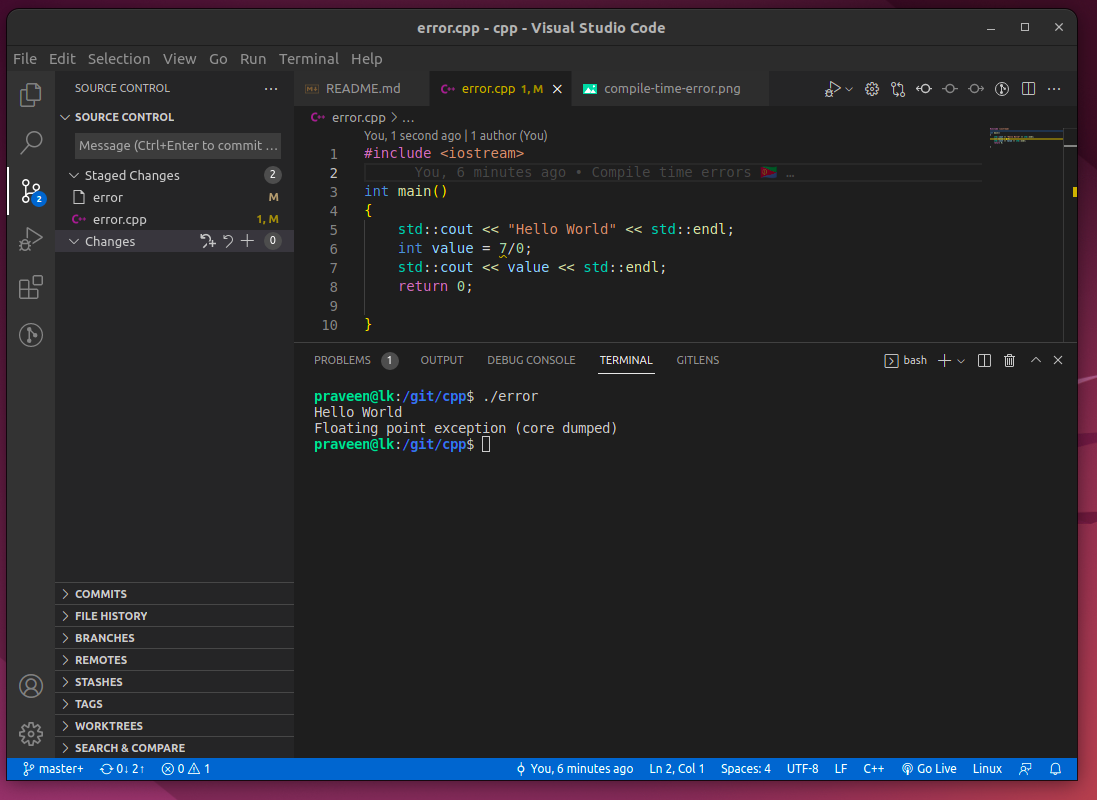 error.cpp - cpp - Visual Studio Code
File Edit Selection View Go Run Terminal Help
SOURCE CONTROL
README.md
error.cpp 1, M
compile-time-error.png
SOURCE CONTROL
Message (Ctrl+Enter to commit ...
Staged Changes 2
error M
error.cpp 1, M
Changes 0
2
error.cpp > ...
You, 1 second ago | 1 author (You)
1 #include <iostream>
2 You, 6 minutes ago • Compile time errors …
3 int main()
4 {
5 std::cout << "Hello World" << std::endl;
6 int value = 7/0;
7 std::cout << value << std::endl;
8 return 0;
9
10 }
PROBLEMS 1 OUTPUT DEBUG CONSOLE TERMINAL GITLENS bash
praveen@lk:/git/cpp$ ./error
Hello World
Floating point exception (core dumped)
praveen@lk:/git/cpp$
COMMITS
FILE HISTORY
BRANCHES
REMOTES
STASHES
TAGS
WORKTREES
SEARCH & COMPARE
master+ 0↓ 2↑ 0 1 You, 6 minutes ago Ln 2, Col 1 Spaces: 4 UTF-8 LF C++ Go Live Linux